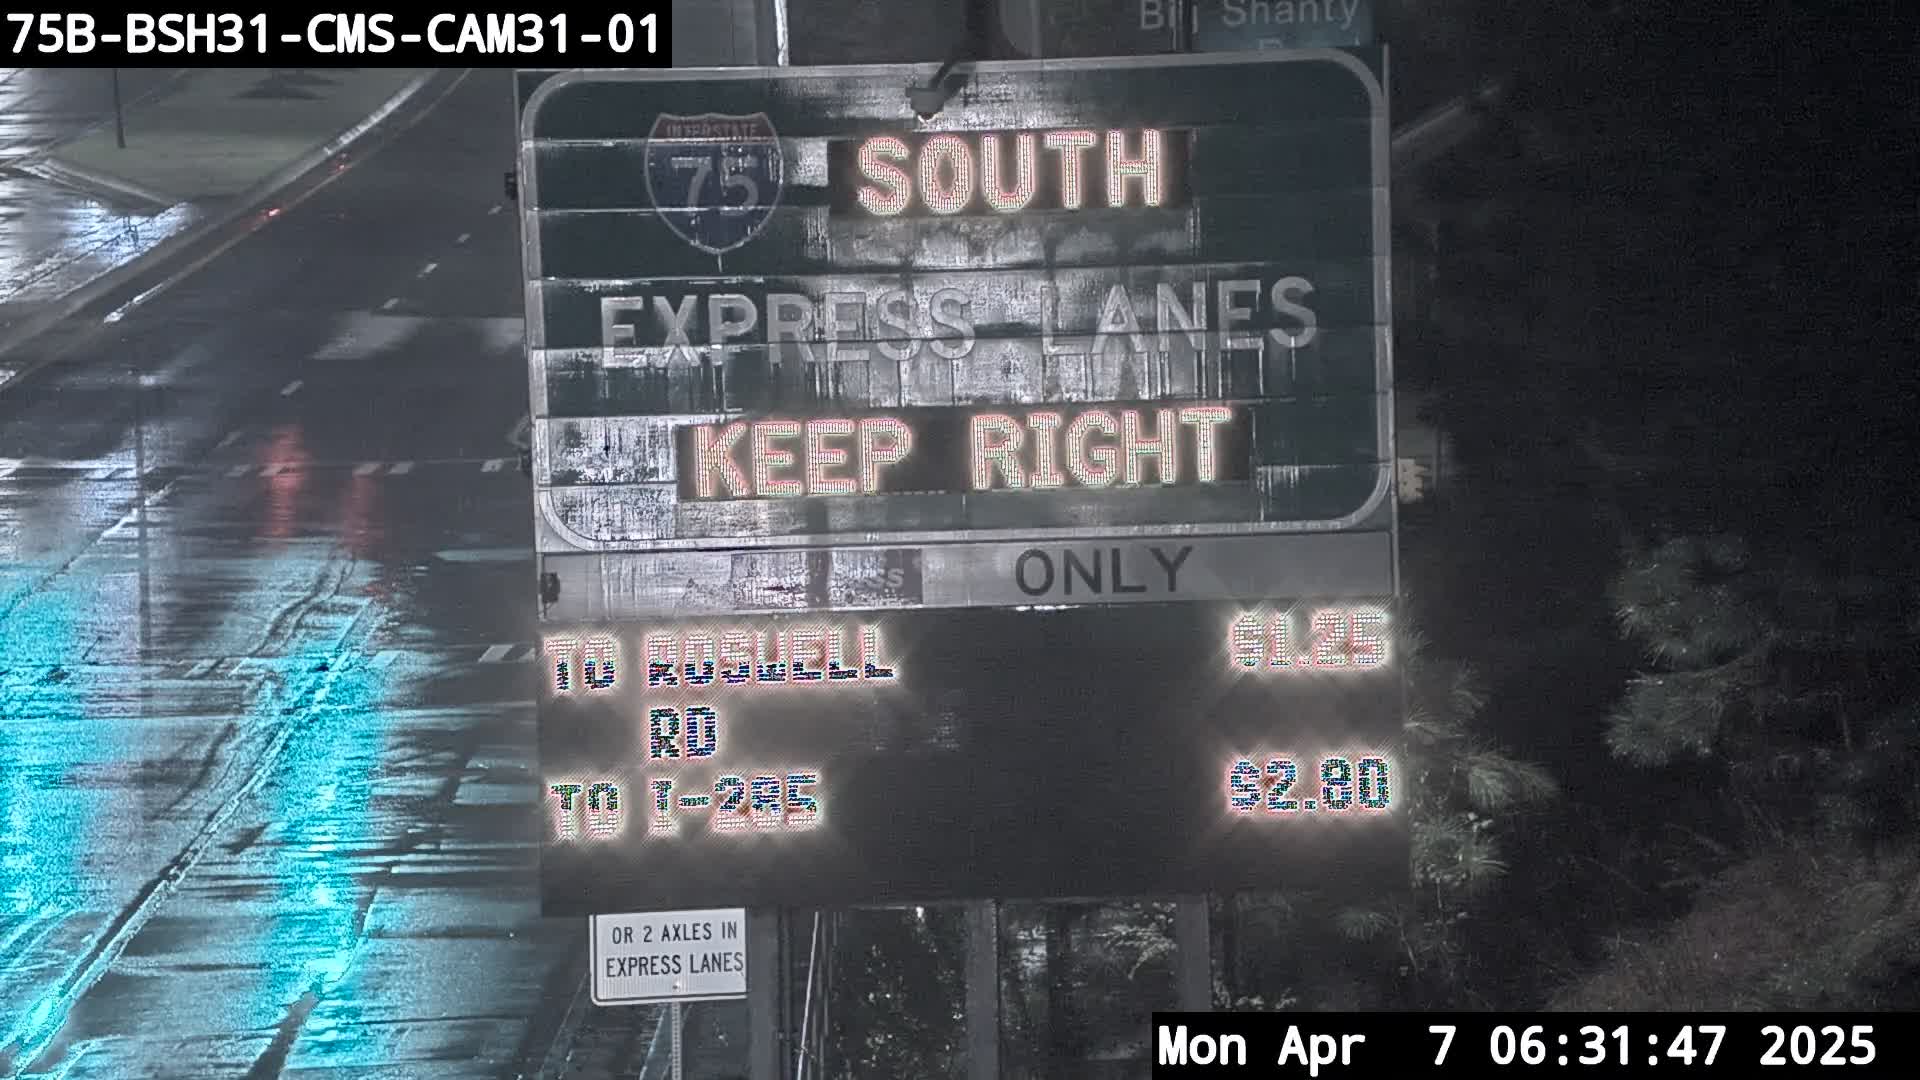 75B-BSH31-CMS-CAM31-01
Big Shanty
INTERSTATE
75
SOUTH
EXPRESS LANES
KEEP RIGHT
ONLY
TO ROSWELL $1.25
RD
TO I-285 $2.80
OR 2 AXLES IN
EXPRESS LANES
Mon Apr 7 06:31:47 2025